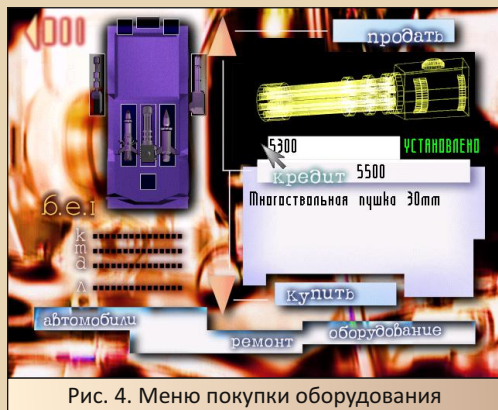 продать
5300 УСТАНОВЛЕНО
кредит 5500
Многоствольная пушка 30mm
б.е.1
k
m
d
л
купить
автомобили
ремонт
оборудование
Рис. 4. Меню покупки оборудования